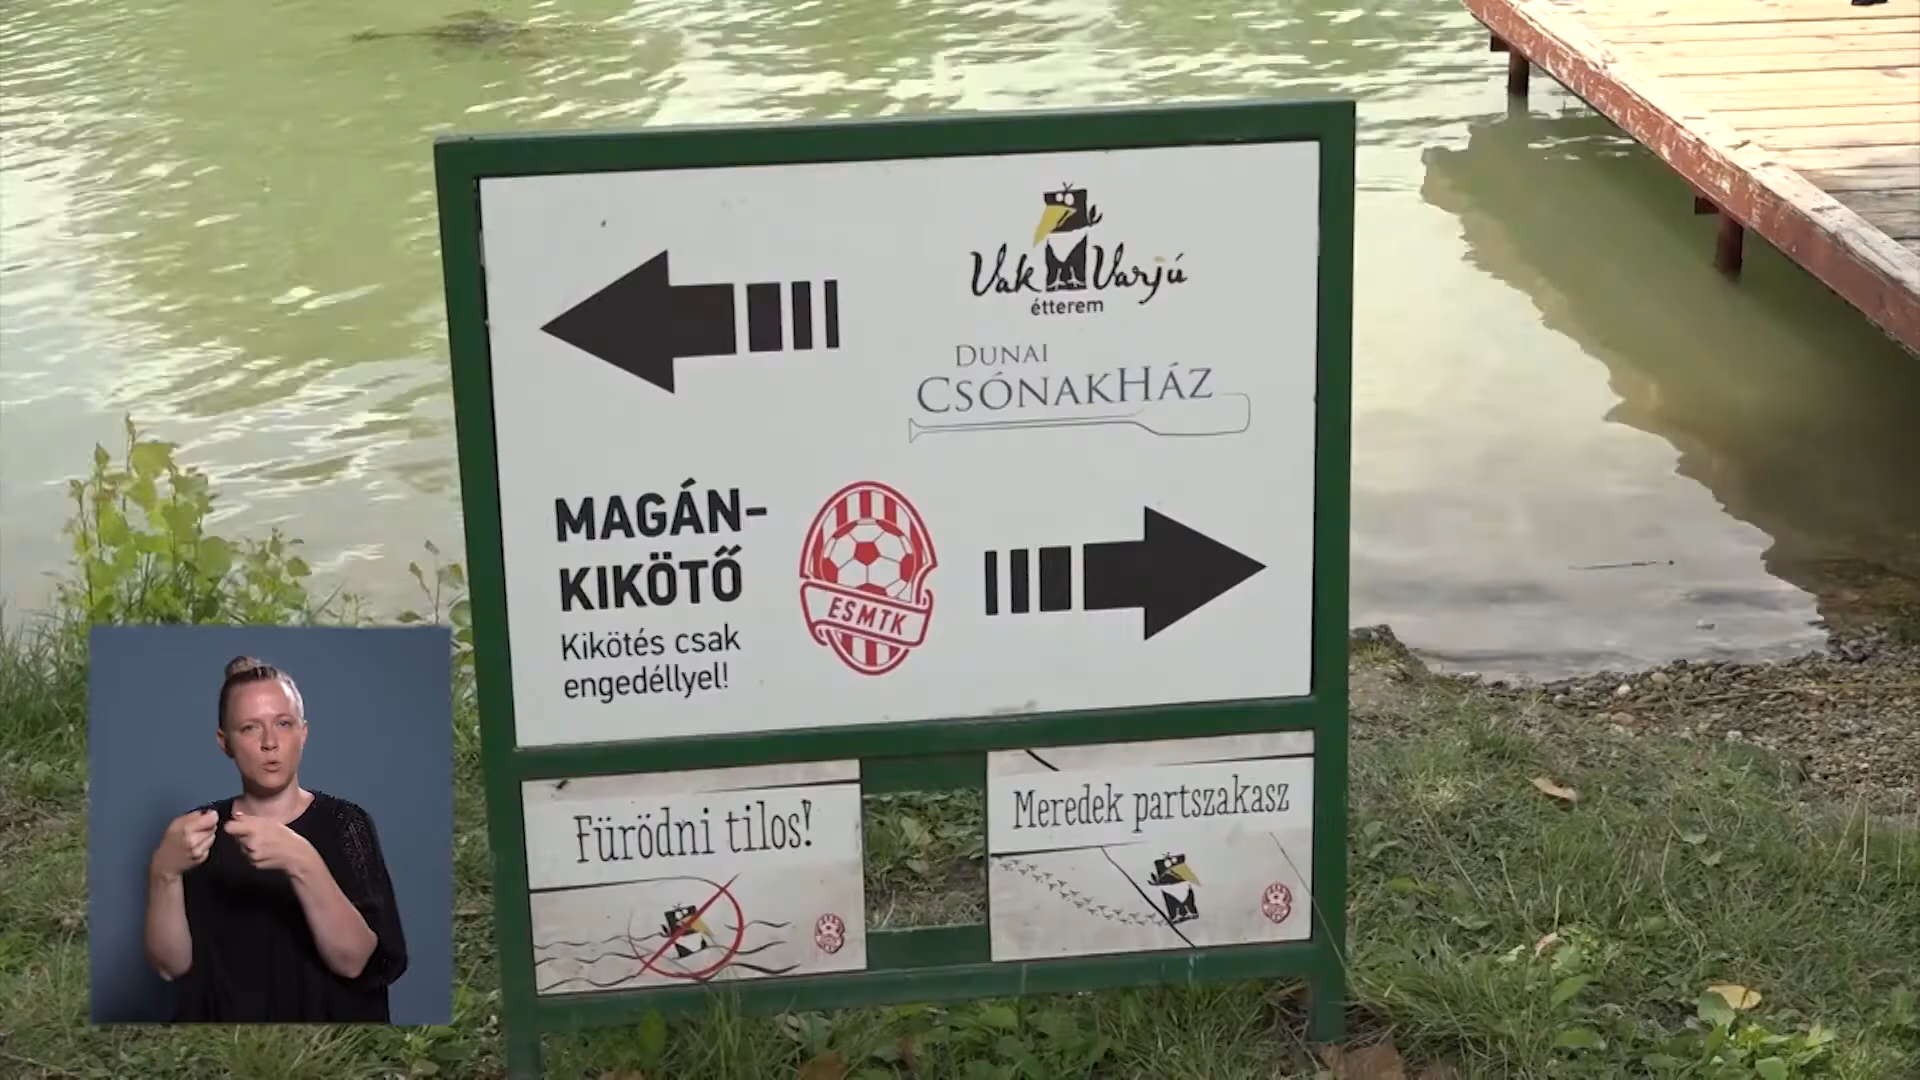 Vak Varjú
étterem
DUNAI
CSÓNAKHÁZ
MAGÁN-
KIKÖTŐ
Kikötés csak
engedéllyel!
ESMTK
Fürödni tilos!
Meredek partszakasz